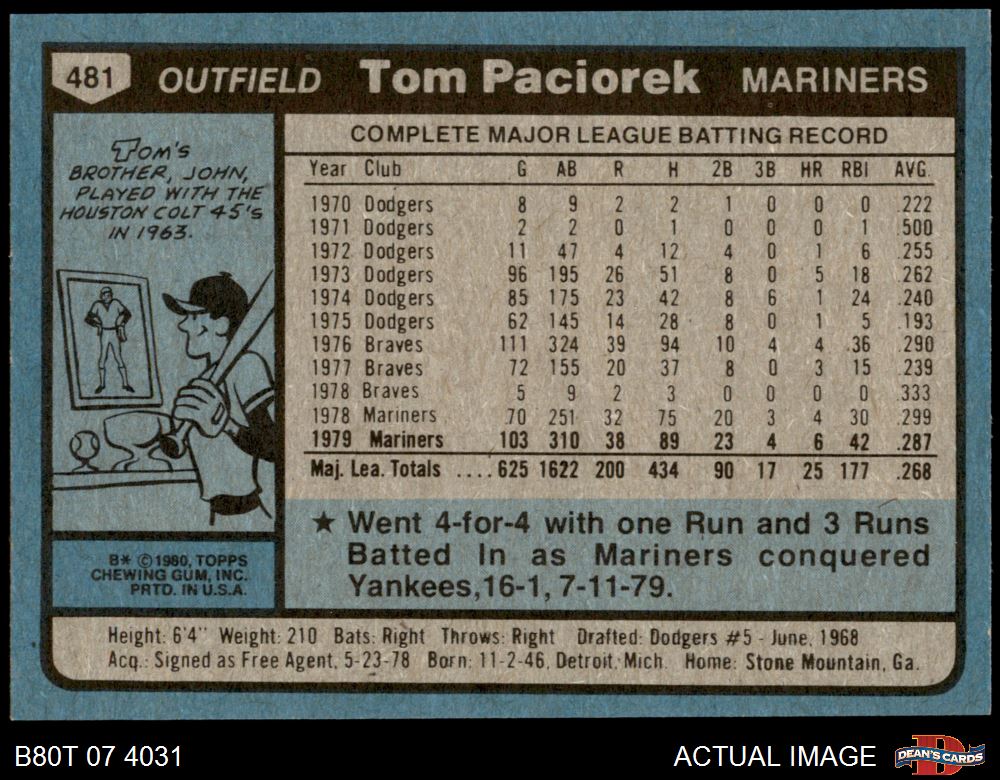 481 OUTFIELD Tom Paciorek MARINERS
TOM'S
BROTHER, JOHN,
PLAYED WITH THE
HOUSTON COLT 45's
IN 1963.
COMPLETE MAJOR LEAGUE BATTING RECORD
Year Club G AB R H 2B 3B HR RBI AVG.
1970 Dodgers 8 9 2 2 1 0 0 0 .222
1971 Dodgers 2 2 0 1 0 0 0 1 .500
1972 Dodgers 11 47 4 12 4 0 1 6 .255
1973 Dodgers 96 195 26 51 8 0 5 18 .262
1974 Dodgers 85 175 23 42 8 6 1 24 .240
1975 Dodgers 62 145 14 28 8 0 1 5 .193
1976 Braves 111 324 39 94 10 4 4 36 .290
1977 Braves 72 155 20 37 8 0 3 15 .239
1978 Braves 5 9 2 3 0 0 0 0 .333
1978 Mariners 70 251 32 75 20 3 4 30 .299
1979 Mariners 103 310 38 89 23 4 6 42 .287
Maj. Lea. Totals ....625 1622 200 434 90 17 25 177 .268
★ Went 4-for-4 with one Run and 3 Runs
Batted In as Mariners conquered
Yankees,16-1, 7-11-79.
B* ©1980, TOPPS
CHEWING GUM, INC.
PRTD. IN U.S.A.
Height: 6'4" Weight: 210 Bats: Right Throws: Right Drafted: Dodgers #5 - June, 1968
Acq.: Signed as Free Agent, 5-23-78 Born: 11-2-46, Detroit, Mich. Home: Stone Mountain, Ga.
B80T 07 4031 ACTUAL IMAGE D DEAN'S CARDS